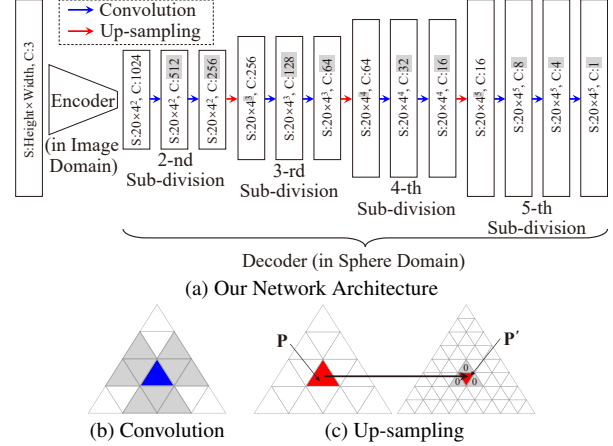 Convolution
Up-sampling
S:Height×Width, C:3
Encoder
(in Image
Domain)
S:20×4², C:1024
S:20×4², C:512
S:20×4², C:256
S:20×4³, C:256
S:20×4³, C:128
S:20×4³, C:64
S:20×4⁴, C:64
S:20×4⁴, C:32
S:20×4⁴, C:16
S:20×4⁵, C:16
S:20×4⁵, C:8
S:20×4⁵, C:4
S:20×4⁵, C:1
2-nd
Sub-division
3-rd
Sub-division
4-th
Sub-division
5-th
Sub-division
Decoder (in Sphere Domain)
(a) Our Network Architecture
P
P′
0
0 0
(b) Convolution
(c) Up-sampling